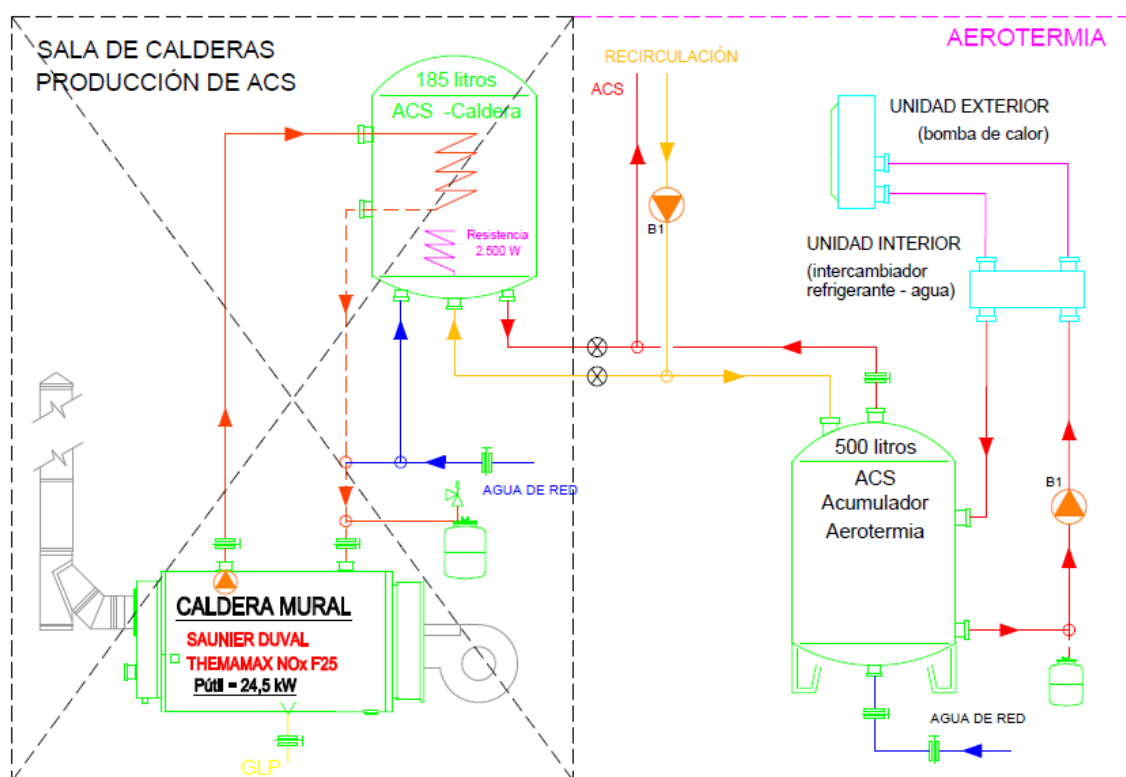 SALA DE CALDERAS
PRODUCCIÓN DE ACS
185 litros
ACS -Caldera
Resistencia
2.500 W
AGUA DE RED
CALDERA MURAL
SAUNIER DUVAL
THEMAMAX NOx F25
Pútil = 24,5 kW
GLP
AEROTERMIA
RECIRCULACIÓN
ACS
B1
UNIDAD EXTERIOR
(bomba de calor)
UNIDAD INTERIOR
(intercambiador
refrigerante - agua)
500 litros
ACS
Acumulador
Aerotermia
B1
AGUA DE RED